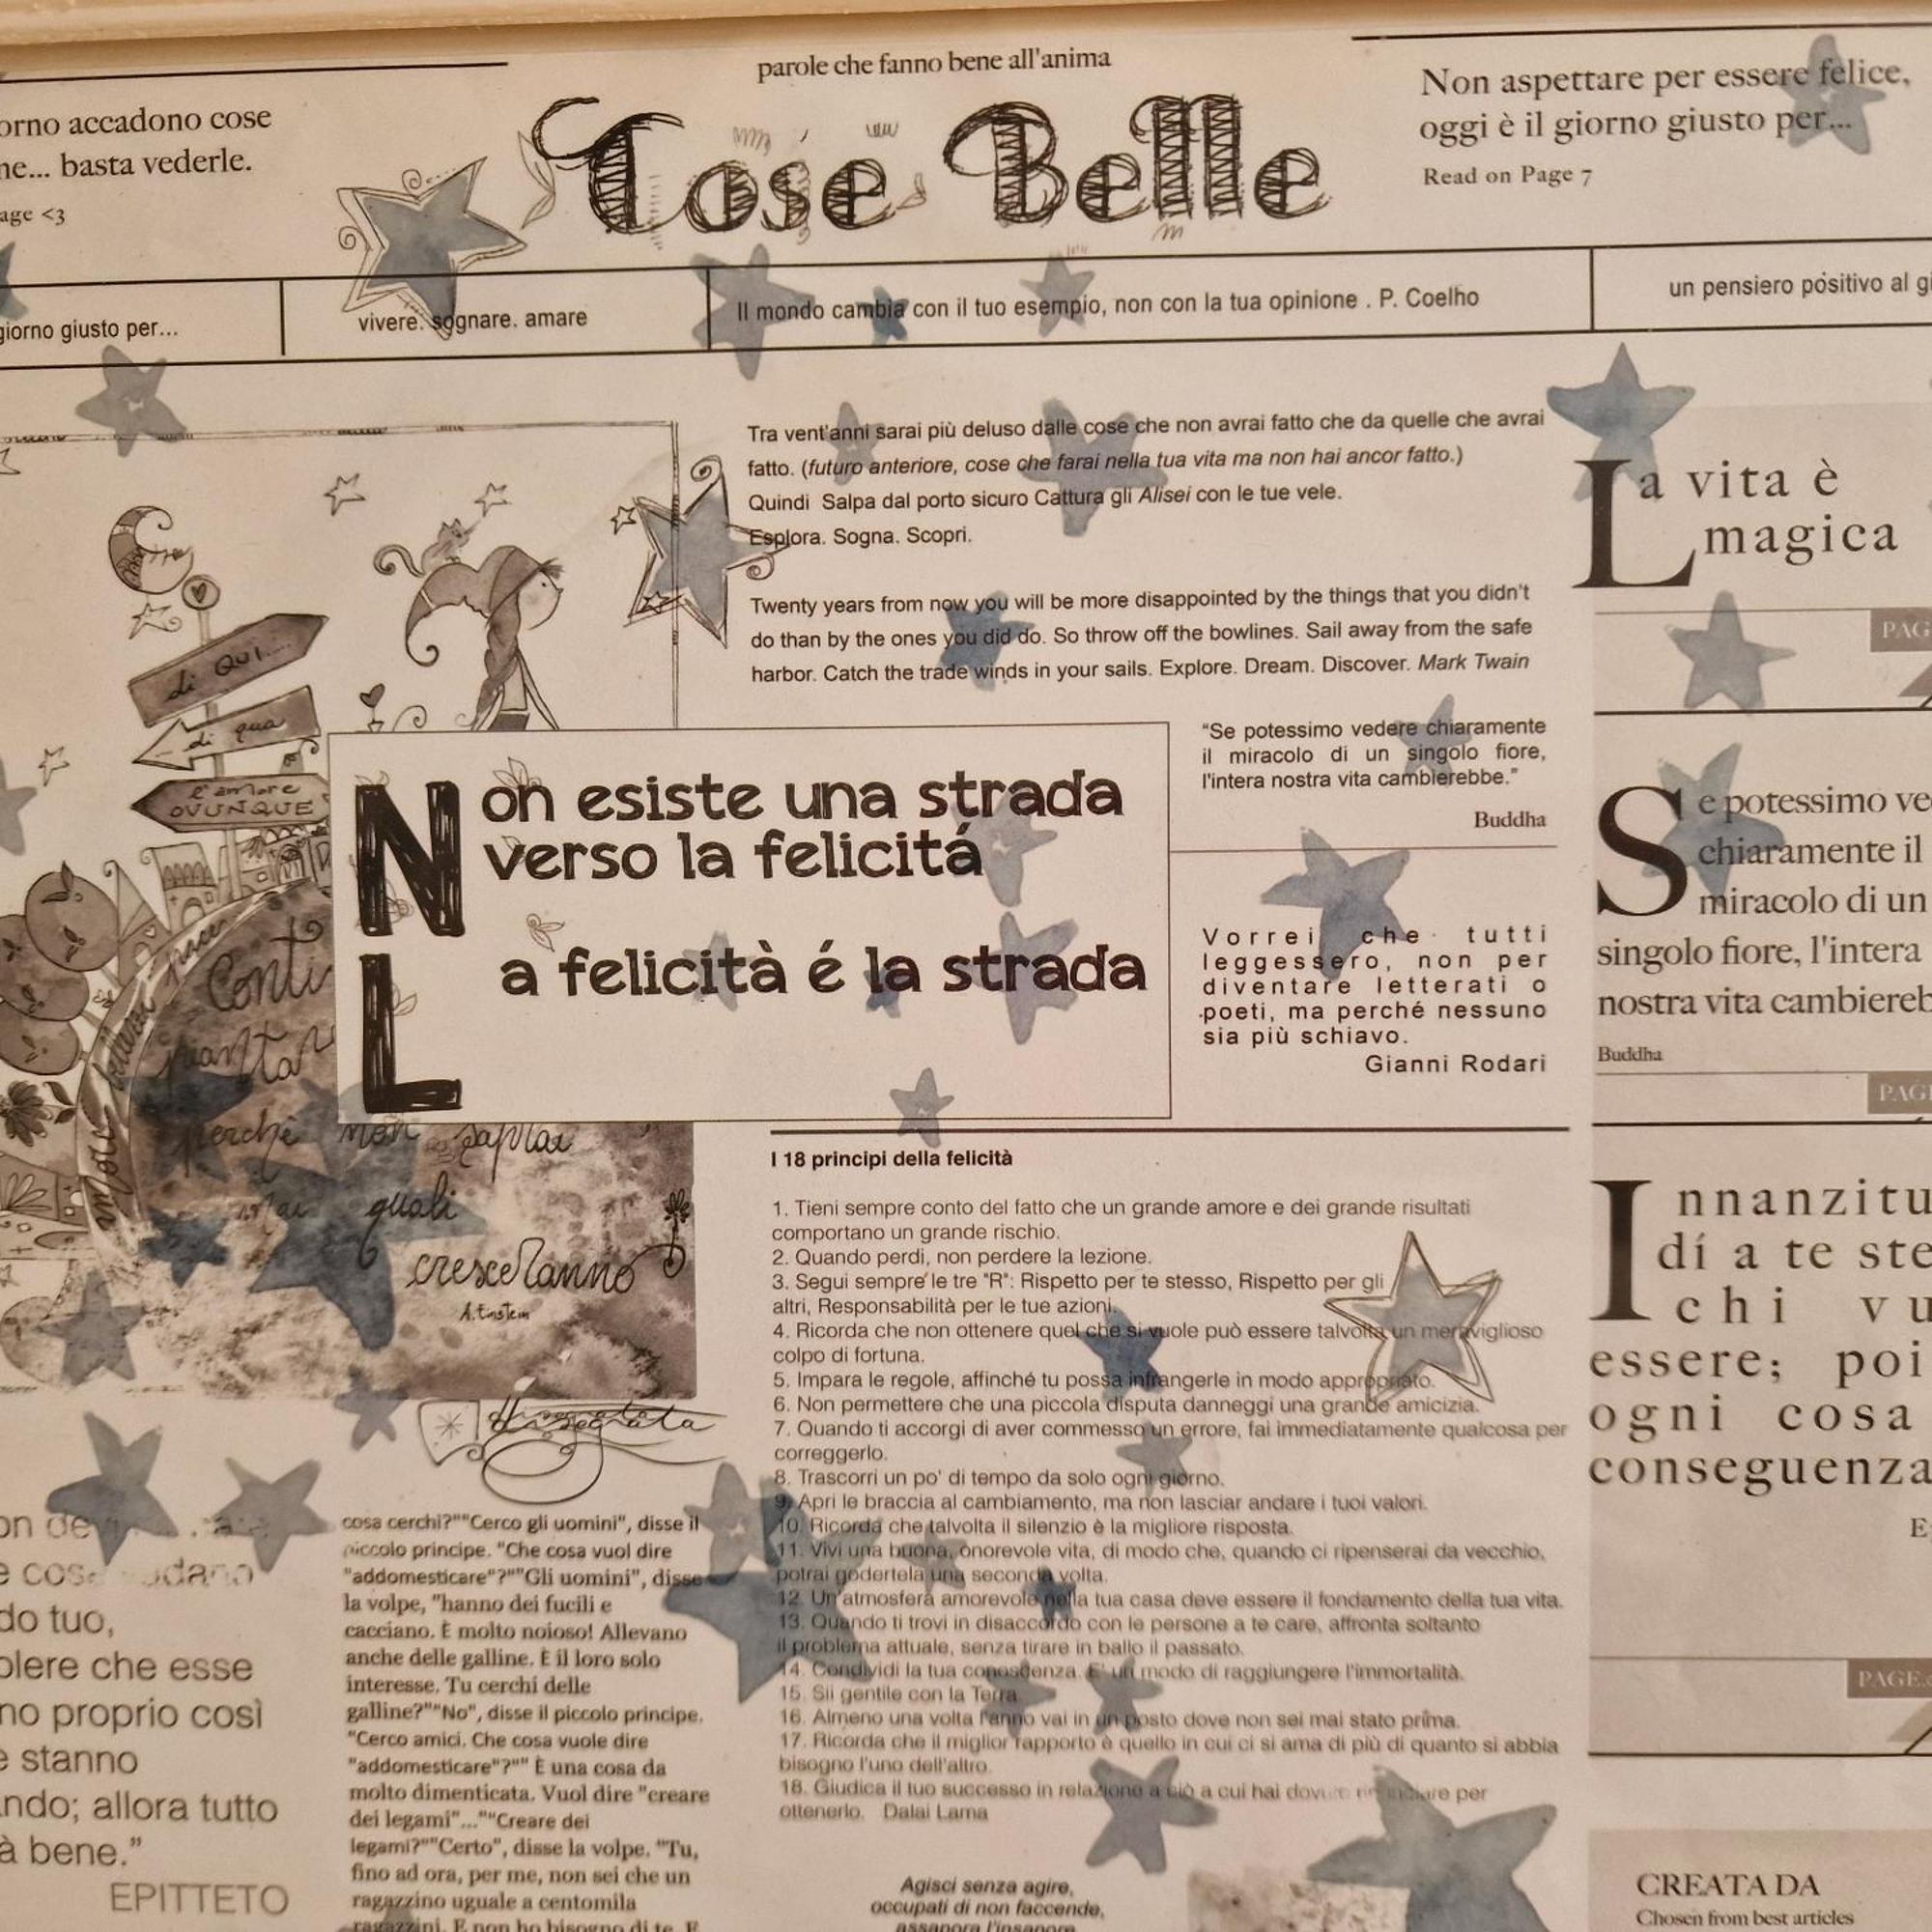 parole che fanno bene all'anima
Cose Belle
orno accadono cose
ne... basta vederle.
age <3
Non aspettare per essere felice,
oggi è il giorno giusto per...
Read on Page 7
giorno giusto per...
vivere. sognare. amare
Il mondo cambia con il tuo esempio, non con la tua opinione . P. Coelho
un pensiero positivo al gi
di QUI....
di qua
l'amore
OVUNQUE
Conti
piantar
perchè non saprai
mai quali
cresceranno
A. Einstein
disegnata
Tra vent'anni sarai più deluso dalle cose che non avrai fatto che da quelle che avrai
fatto. (futuro anteriore, cose che farai nella tua vita ma non hai ancor fatto.)
Quindi Salpa dal porto sicuro Cattura gli Alisei con le tue vele.
Esplora. Sogna. Scopri.
Twenty years from now you will be more disappointed by the things that you didn't
do than by the ones you did do. So throw off the bowlines. Sail away from the safe
harbor. Catch the trade winds in your sails. Explore. Dream. Discover. Mark Twain
Non esiste una strada
verso la felicitá
La felicità é la strada
"Se potessimo vedere chiaramente
il miracolo di un singolo fiore,
l'intera nostra vita cambierebbe."
Buddha
Vorrei che tutti
leggessero, non per
diventare letterati o
poeti, ma perché nessuno
sia più schiavo.
Gianni Rodari
I 18 principi della felicità
1. Tieni sempre conto del fatto che un grande amore e dei grande risultati
comportano un grande rischio.
2. Quando perdi, non perdere la lezione.
3. Segui sempre le tre "R": Rispetto per te stesso, Rispetto per gli
altri, Responsabilità per le tue azioni.
4. Ricorda che non ottenere quel che si vuole può essere talvolta un meraviglioso
colpo di fortuna.
5. Impara le regole, affinché tu possa infrangerle in modo appropriato.
6. Non permettere che una piccola disputa danneggi una grande amicizia.
7. Quando ti accorgi di aver commesso un errore, fai immediatamente qualcosa per
correggerlo.
8. Trascorri un po' di tempo da solo ogni giorno.
9. Apri le braccia al cambiamento, ma non lasciar andare i tuoi valori.
10. Ricorda che talvolta il silenzio è la migliore risposta.
11. Vivi una buona, onorevole vita, di modo che, quando ci ripenserai da vecchio,
potrai godertela una seconda volta.
12. Un'atmosfera amorevole nella tua casa deve essere il fondamento della tua vita.
13. Quando ti trovi in disaccordo con le persone a te care, affronta soltanto
il problema attuale, senza tirare in ballo il passato.
14. Condividi la tua conoscenza. E' un modo di raggiungere l'immortalità.
15. Sii gentile con la Terra.
16. Almeno una volta l'anno vai in un posto dove non sei mai stato prima.
17. Ricorda che il miglior rapporto è quello in cui ci si ama di più di quanto si abbia
bisogno l'uno dell'altro.
18. Giudica il tuo successo in relazione a ciò a cui hai dovuto rinunciare per
ottenerlo. Dalai Lama
Agisci senza agire,
occupati di non faccende,
assapora l'insapore
do tuo,
olere che esse
no proprio così
e stanno
ndo; allora tutto
à bene."
EPITTETO
cosa cerchi?""Cerco gli uomini", disse il
piccolo principe. "Che cosa vuol dire
"addomesticare"?""Gli uomini", disse
la volpe, "hanno dei fucili e
cacciano. È molto noioso! Allevano
anche delle galline. È il loro solo
interesse. Tu cerchi delle
galline?""No", disse il piccolo principe.
"Cerco amici. Che cosa vuole dire
"addomesticare"?"" È una cosa da
molto dimenticata. Vuol dire "creare
dei legami"...""Creare dei
legami?""Certo", disse la volpe. "Tu,
fino ad ora, per me, non sei che un
ragazzino uguale a centomila
ragazzini. E non ho bisogno di te. E
La vita è
magica
PAG
Se potessimo ve
chiaramente il
miracolo di un
singolo fiore, l'intera
nostra vita cambiereb
Buddha
PAGE
Innanzitu
dí a te ste
chi vu
essere; poi
ogni cosa
conseguenza
E
PAGE
CREATA DA
Chosen from best articles